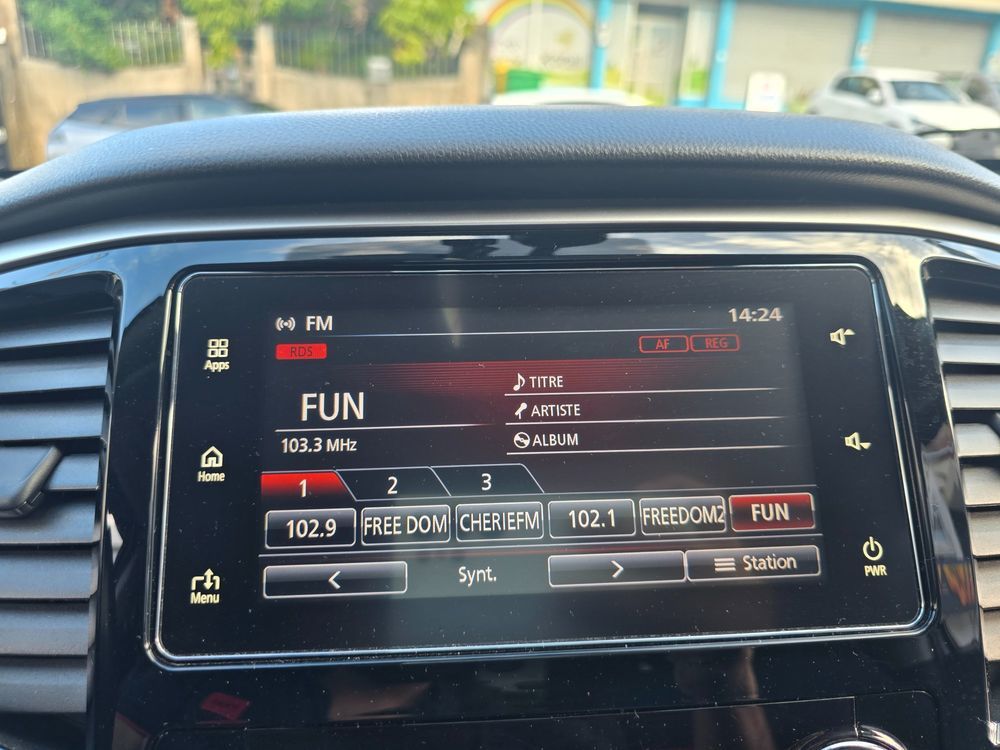 FM
14:24
RDS
AF REG
Apps
TITRE
FUN
ARTISTE
103.3 MHz
ALBUM
Home
1 2 3
102.9 FREE DOM CHERIEFM 102.1 FREEDOM2 FUN
< Synt. > Station
PWR
Menu